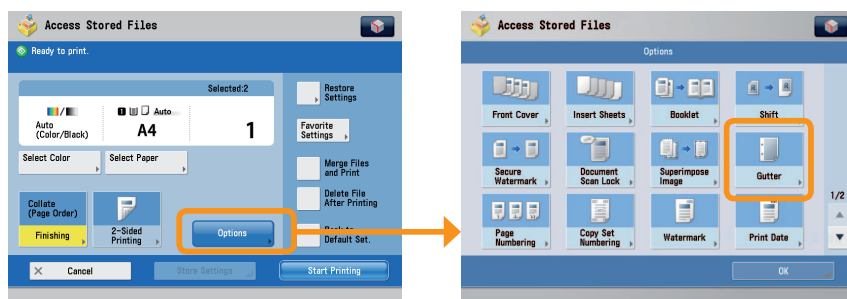 Access Stored Files
Ready to print.
Selected:2
Auto
(Color/Black)
1 Auto
A4
1
Select Color
Select Paper
Collate
(Page Order)
Finishing
2-Sided
Printing
Options
Restore
Settings
Favorite
Settings
Merge Files
and Print
Delete File
After Printing
Default Set.
Cancel
Store Settings
Start Printing
Access Stored Files
Options
Front Cover
Insert Sheets
Booklet
Shift
Secure
Watermark
Document
Scan Lock
Superimpose
Image
Gutter
Page
Numbering
Copy Set
Numbering
Watermark
Print Date
1/2
OK